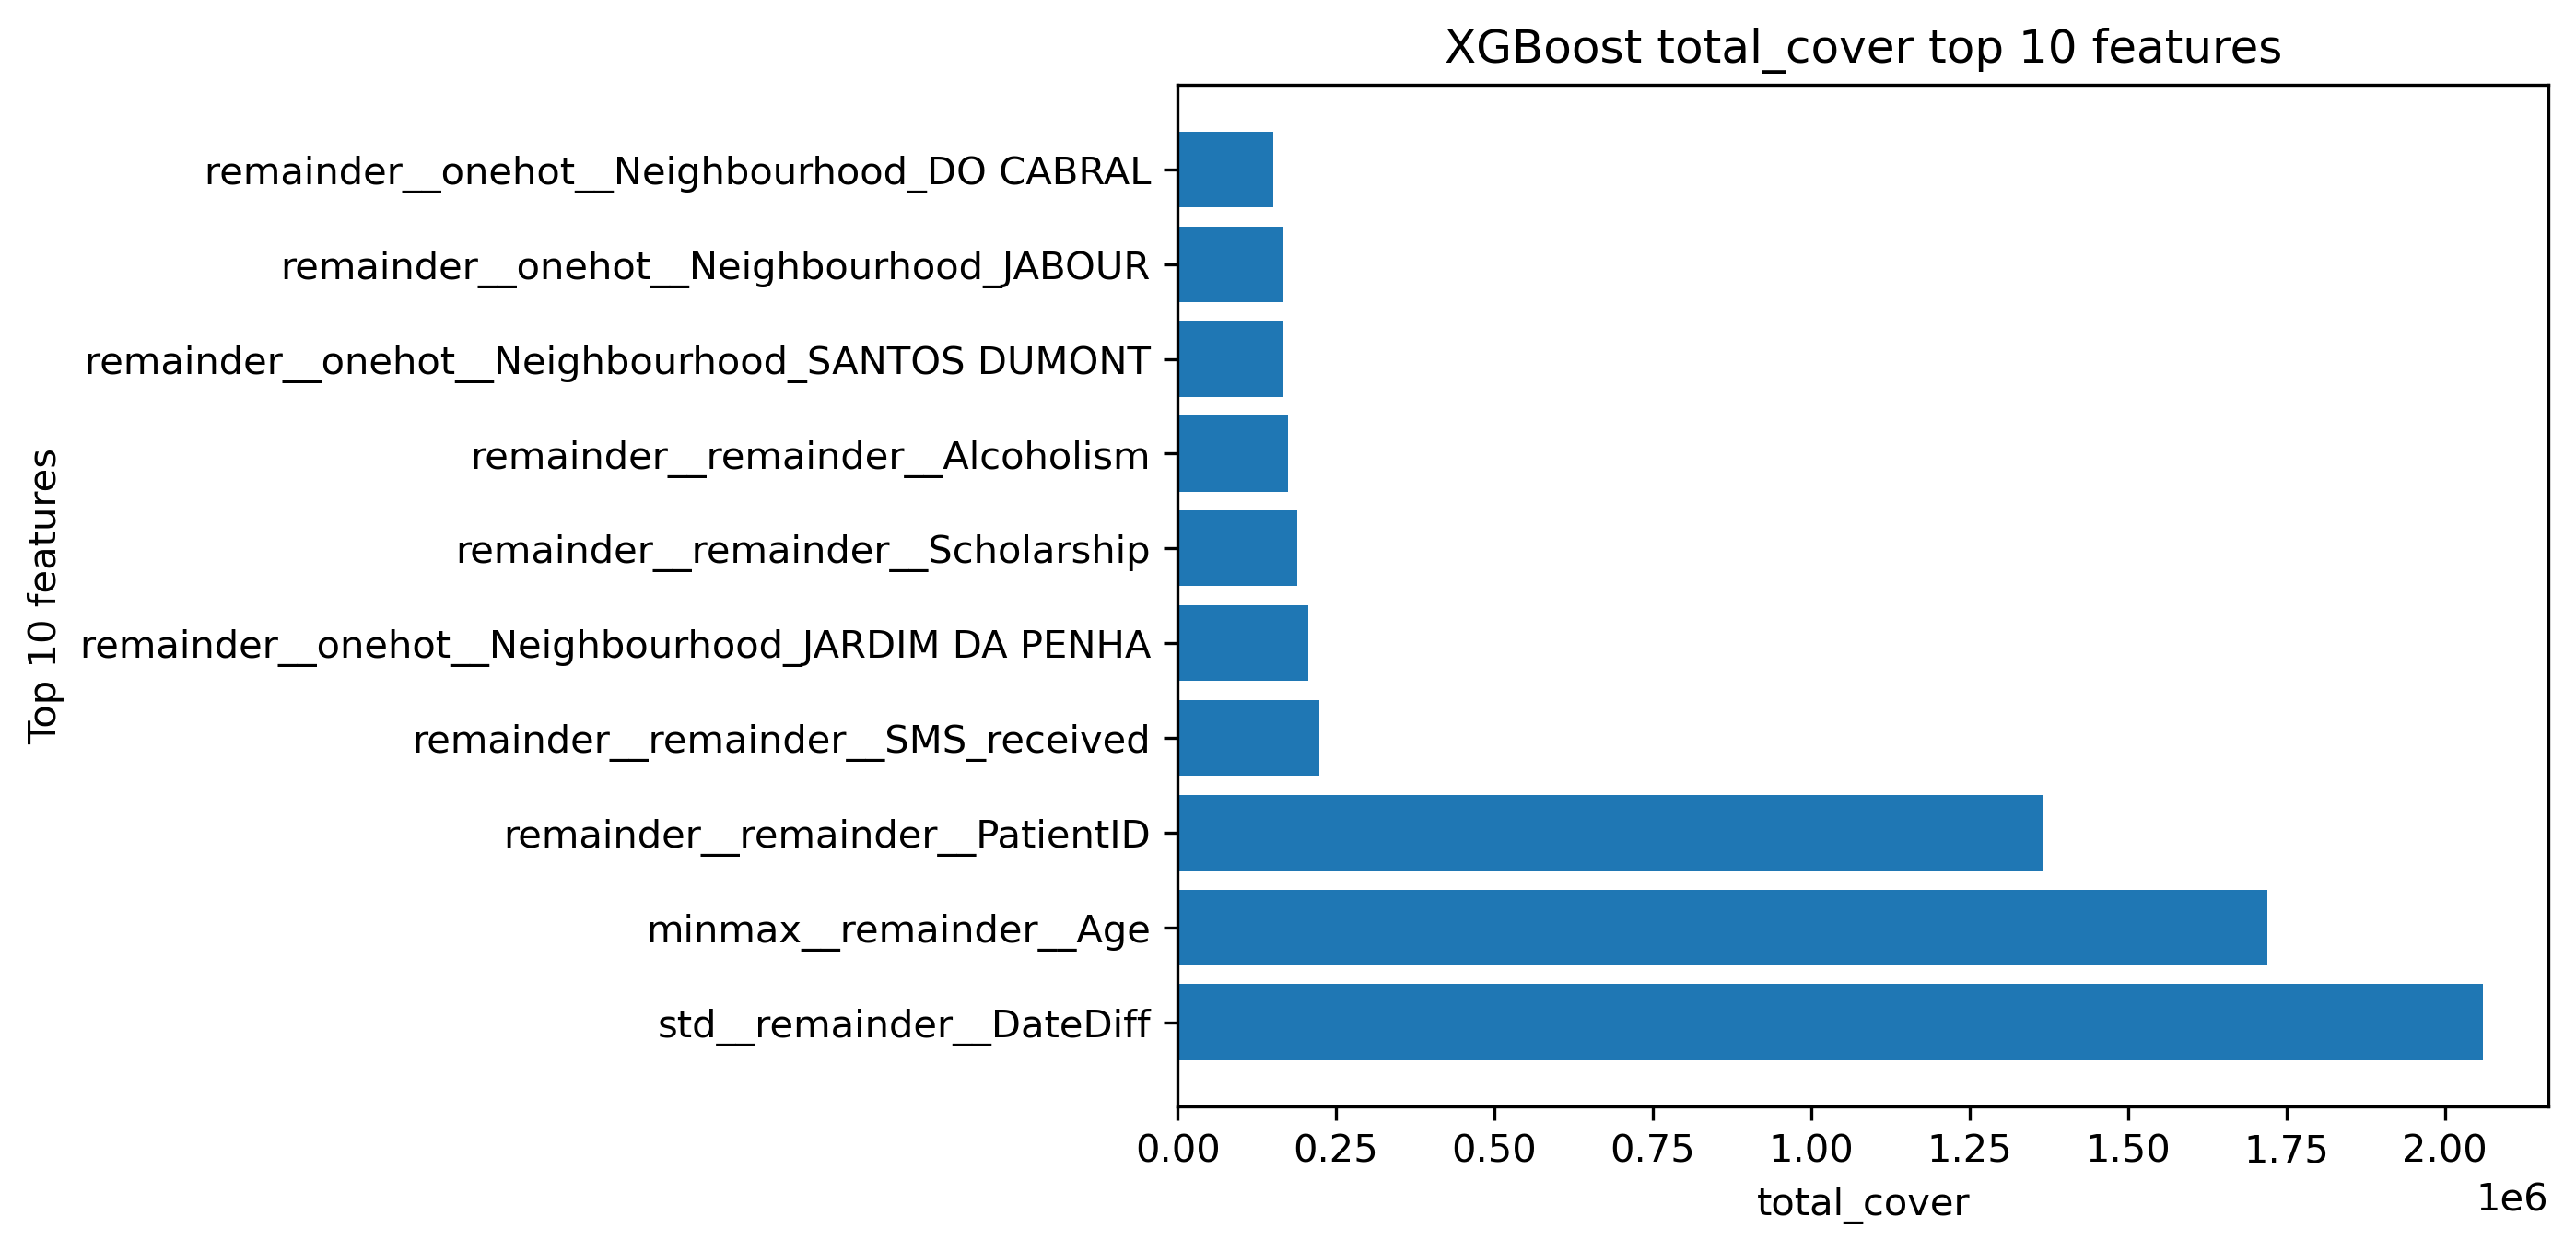 XGBoost total_cover top 10 features
Top 10 features
remainder__onehot__Neighbourhood_DO CABRAL
remainder__onehot__Neighbourhood_JABOUR
remainder__onehot__Neighbourhood_SANTOS DUMONT
remainder__remainder__Alcoholism
remainder__remainder__Scholarship
remainder__onehot__Neighbourhood_JARDIM DA PENHA
remainder__remainder__SMS_received
remainder__remainder__PatientID
minmax__remainder__Age
std__remainder__DateDiff
0.00 0.25 0.50 0.75 1.00 1.25 1.50 1.75 2.00
1e6
total_cover